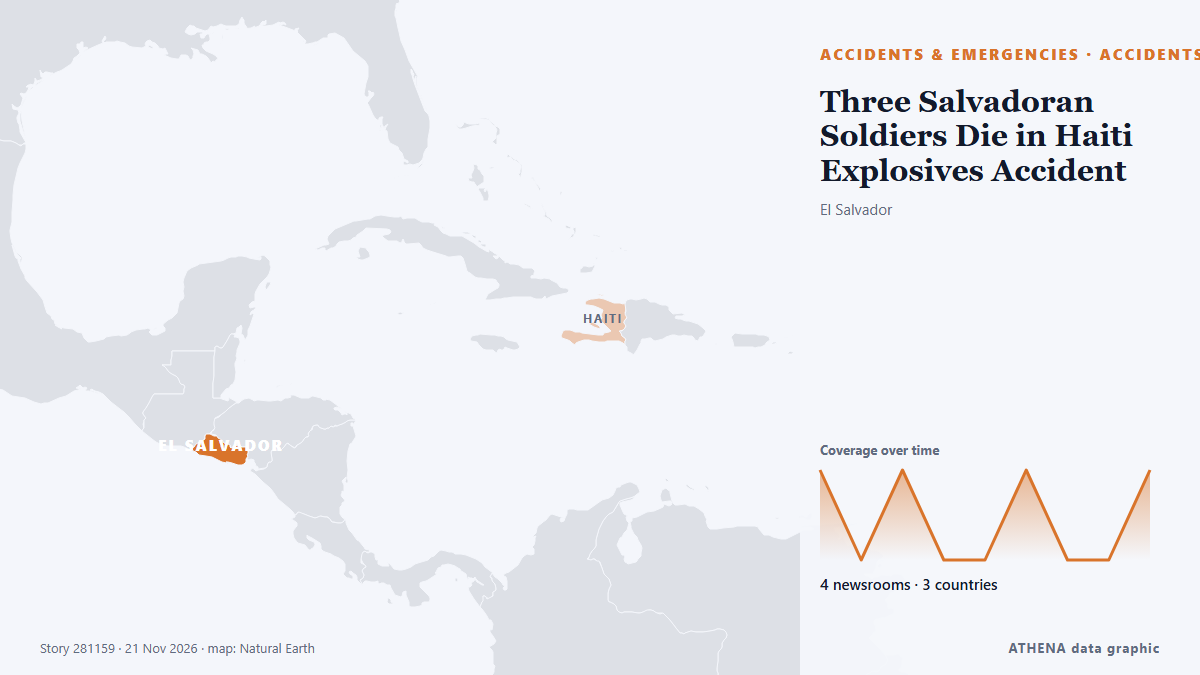 ACCIDENTS & EMERGENCIES · ACCIDENTS
Three Salvadoran
Soldiers Die in Haiti
Explosives Accident
El Salvador
HAITI
EL SALVADOR
Coverage over time
4 newsrooms · 3 countries
Story 281159 · 21 Nov 2026 · map: Natural Earth
ATHENA data graphic